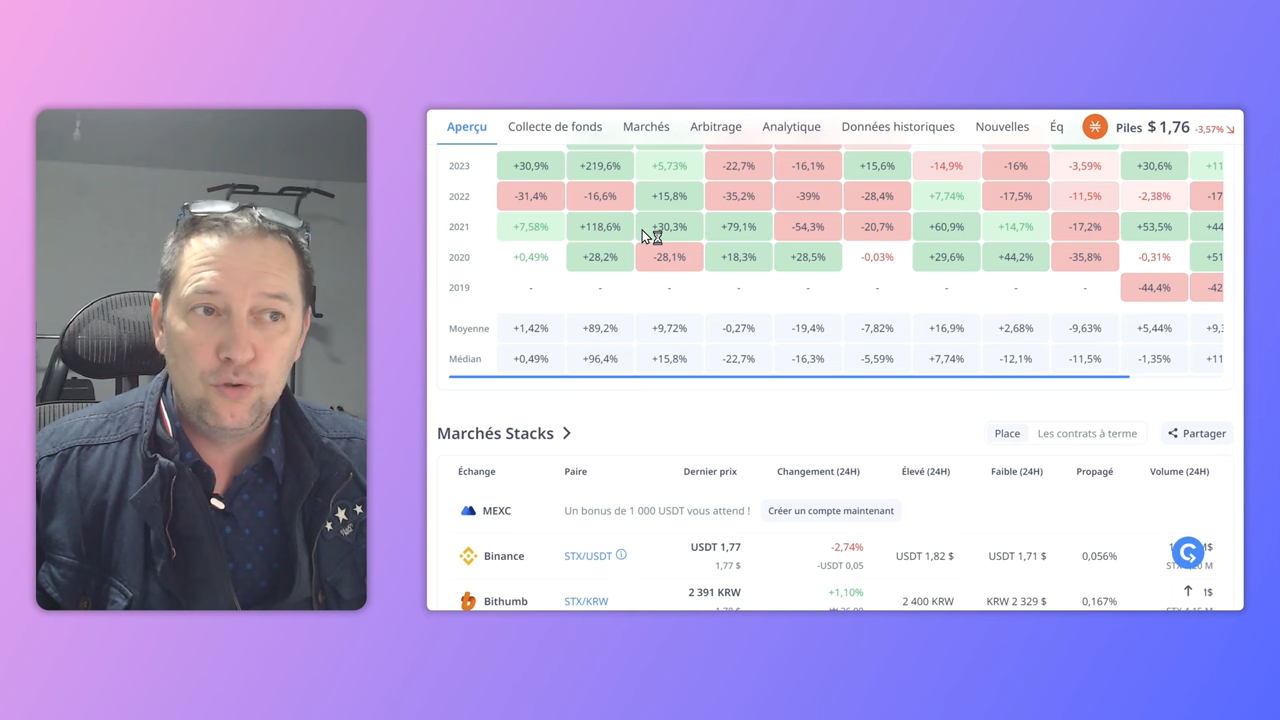 Aperçu Collecte de fonds Marchés Arbitrage Analytique Données historiques Nouvelles Éq Piles $ 1,76 -3,57%
2023 +30,9% +219,6% +5,73% -22,7% -16,1% +15,6% -14,9% -16% -3,59% +30,6% +11
2022 -31,4% -16,6% +15,8% -35,2% -39% -28,4% +7,74% -17,5% -11,5% -2,38% -17
2021 +7,58% +118,6% +30,3% +79,1% -54,3% -20,7% +60,9% +14,7% -17,2% +53,5% +44
2020 +0,49% +28,2% -28,1% +18,3% +28,5% -0,03% +29,6% +44,2% -35,8% -0,31% +51
2019 - - - - - - - - - -44,4% -42
Moyenne +1,42% +89,2% +9,72% -0,27% -19,4% -7,82% +16,9% +2,68% -9,63% +5,44% +9,3
Médian +0,49% +96,4% +15,8% -22,7% -16,3% -5,59% +7,74% -12,1% -11,5% -1,35% +11
Marchés Stacks Place Les contrats à terme Partager
Échange Paire Dernier prix Changement (24H) Élevé (24H) Faible (24H) Propagé Volume (24H)
MEXC Un bonus de 1 000 USDT vous attend ! Créer un compte maintenant
USDT 1,77 -2,74%
Binance STX/USDT USDT 1,82 $ USDT 1,71 $ 0,056%
1,77 $ -USDT 0,05
2 391 KRW +1,10%
Bithumb STX/KRW 2 400 KRW KRW 2 329 $ 0,167%